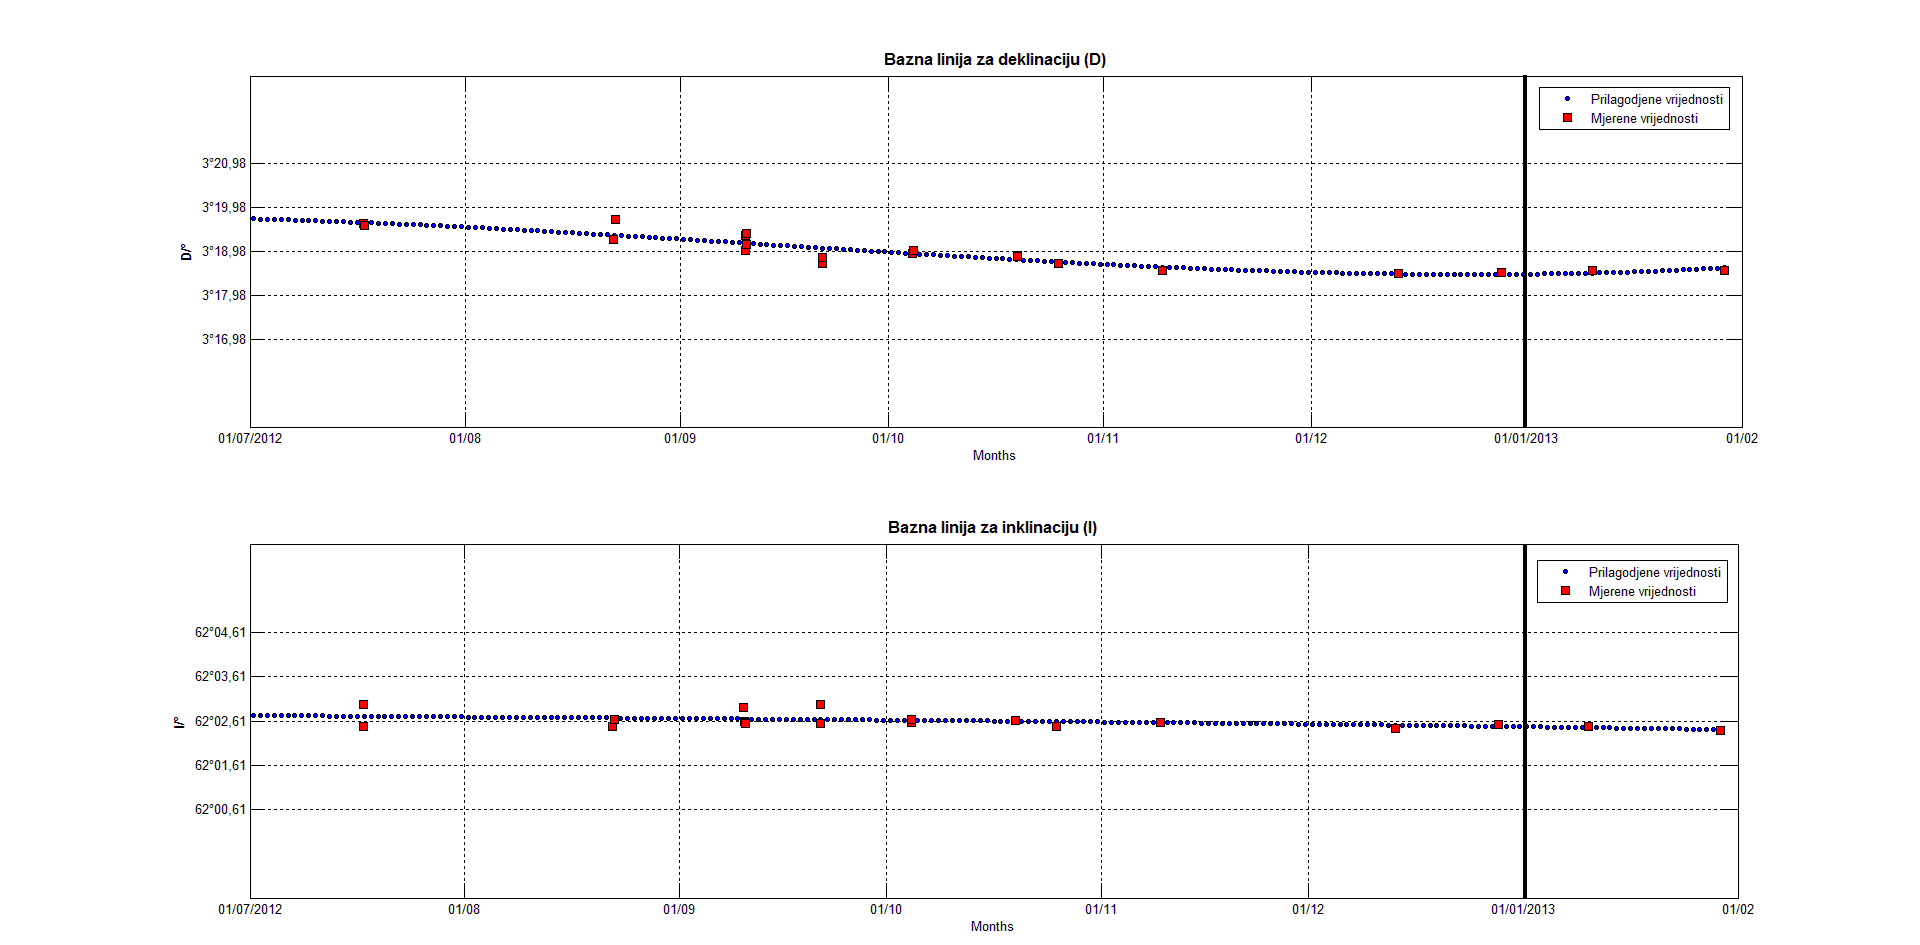 Bazna linija za deklinaciju (D)
Prilagodjene vrijednosti
Mjerene vrijednosti
3°20,98
3°19,98
3°18,98
3°17,98
3°16,98
D/°
01/07/2012 01/08 01/09 01/10 01/11 01/12 01/01/2013 01/02
Months
Bazna linija za inklinaciju (I)
Prilagodjene vrijednosti
Mjerene vrijednosti
62°04,61
62°03,61
62°02,61
62°01,61
62°00,61
I/°
01/07/2012 01/08 01/09 01/10 01/11 01/12 01/01/2013 01/02
Months